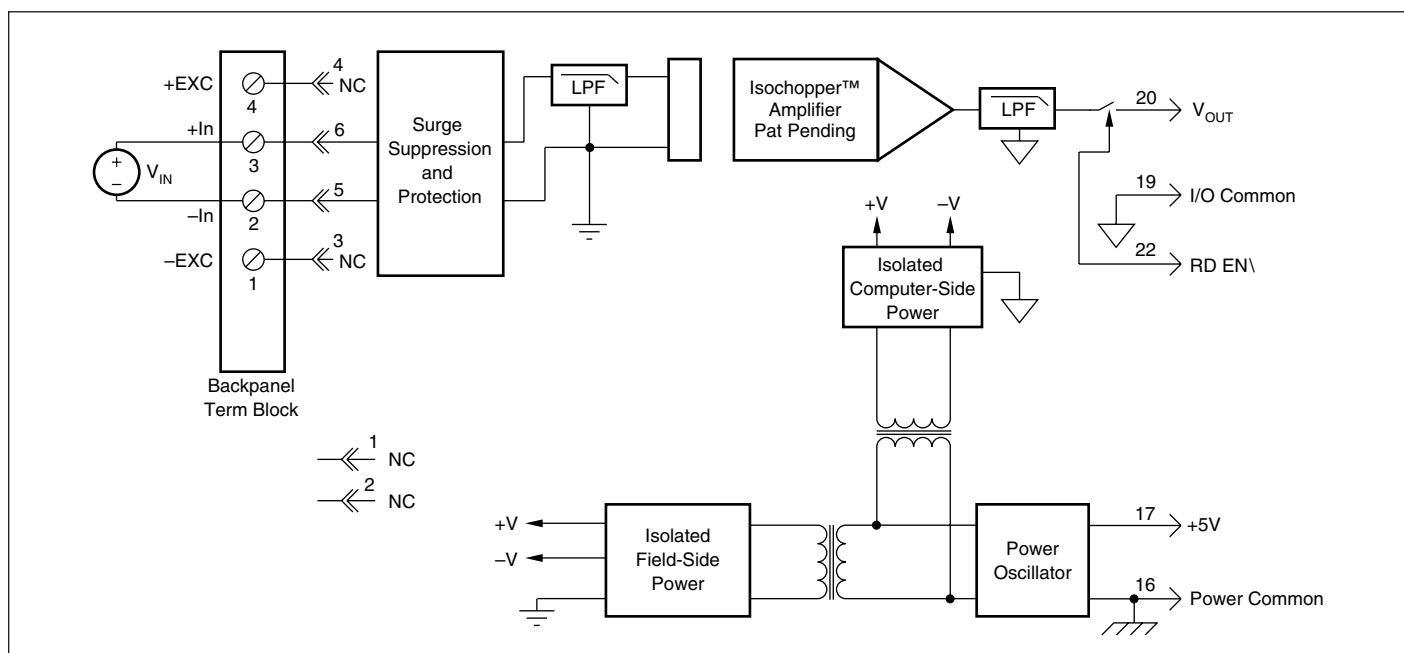 +EXC
4
4
NC
+In
3
6
+
–
V_IN
–In
2
5
–EXC
1
3
NC
Backpanel
Term Block
Surge
Suppression
and
Protection
LPF
Isochopper™
Amplifier
Pat Pending
LPF
20
V_OUT
19
I/O Common
22
RD EN\
+V
–V
Isolated
Computer-Side
Power
1
NC
2
NC
+V
–V
Isolated
Field-Side
Power
Power
Oscillator
17
+5V
16
Power Common